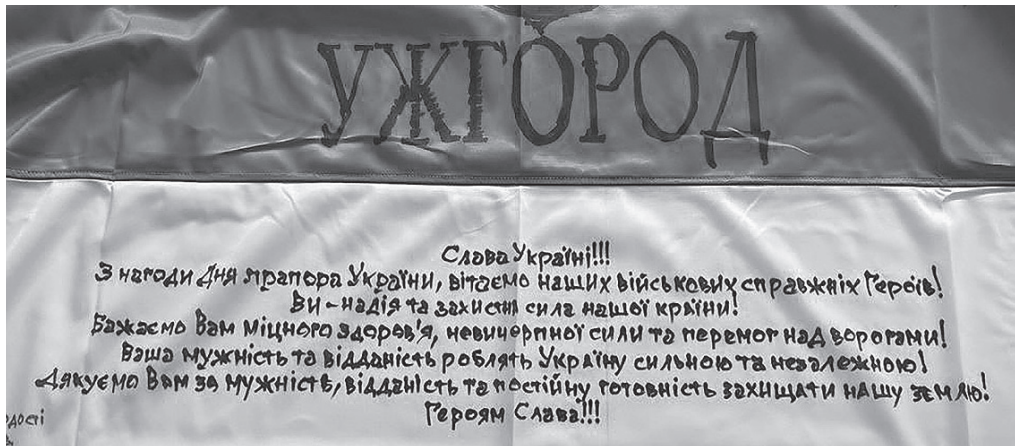 УЖГОРОД
Слава Україні!!!
З нагоди Дня прапора України, вітаємо наших військових справжніх Героїв!
Ви - надія та захисна сила нашої країни!
Бажаємо Вам міцного здоров'я, невичерпної сили та перемог над ворогами!
Ваша мужність та відданість роблять Україну сильною та незалежною!
Дякуємо Вам за мужність, відданість та постійну готовність захищати нашу землю!
Героям Слава!!!